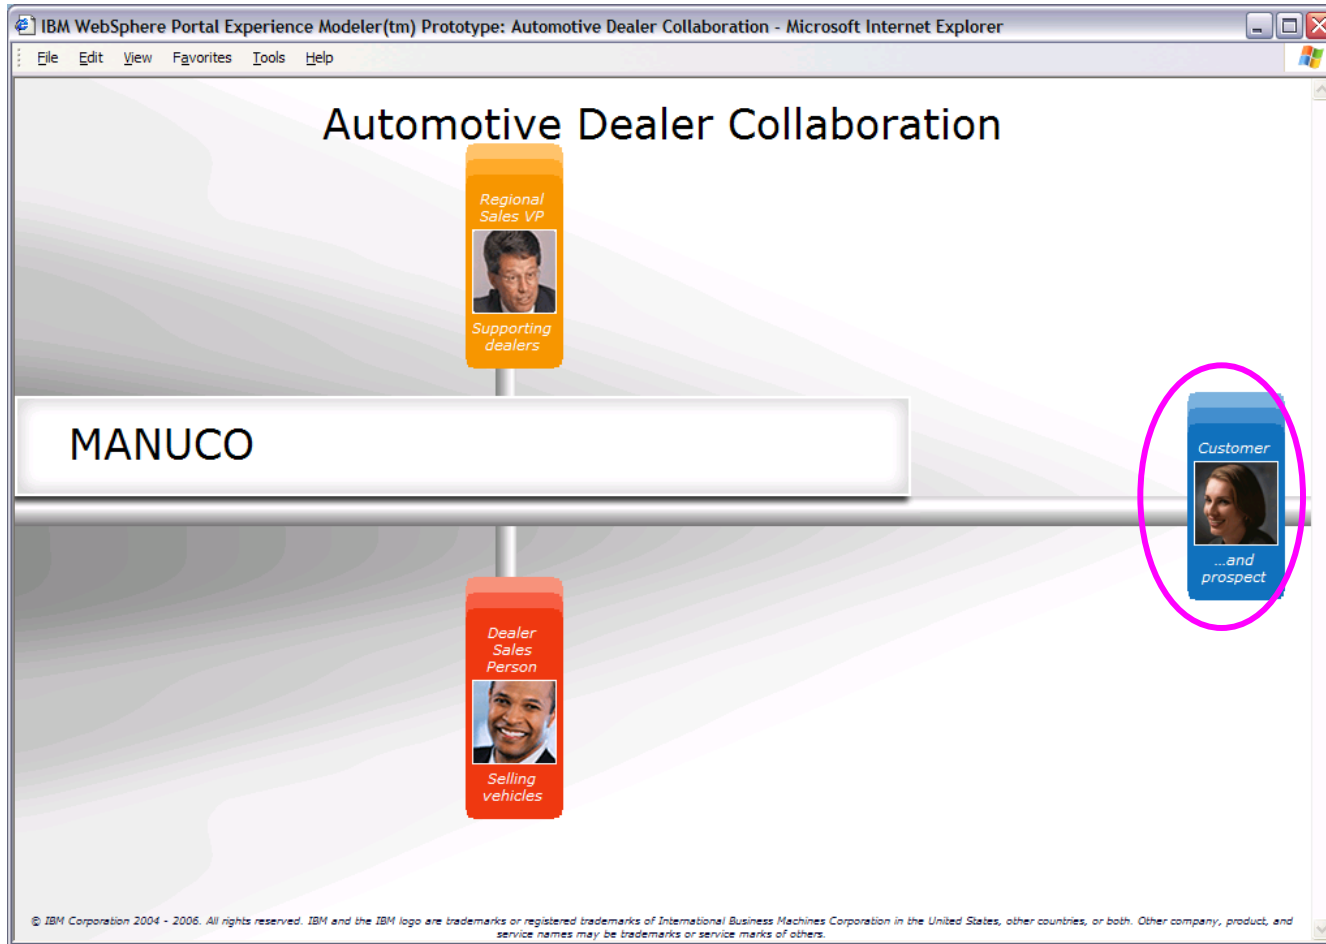 IBM WebSphere Portal Experience Modeler(tm) Prototype: Automotive Dealer Collaboration - Microsoft Internet Explorer
File Edit View Favorites Tools Help
Automotive Dealer Collaboration
Regional
Sales VP
Supporting
dealers
MANUCO
Customer
...and
prospect
Dealer
Sales
Person
Selling
vehicles
© IBM Corporation 2004 - 2006. All rights reserved. IBM and the IBM logo are trademarks or registered trademarks of International Business Machines Corporation in the United States, other countries, or both. Other company, product, and
service names may be trademarks or service marks of others.